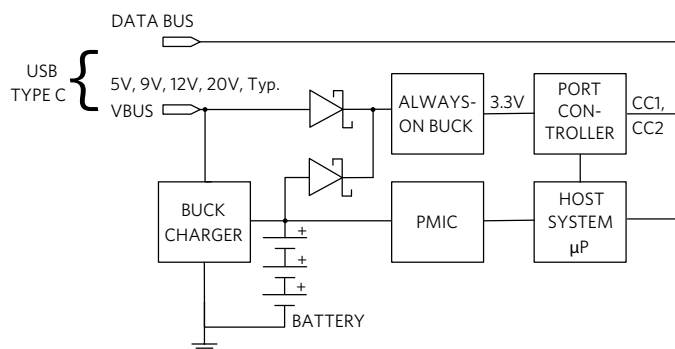 DATA BUS
USB
TYPE C
5V, 9V, 12V, 20V, Typ.
VBUS
ALWAYS-
ON BUCK
3.3V
PORT
CON-
TROLLER
CC1,
CC2
BUCK
CHARGER
PMIC
HOST
SYSTEM
µP
+
+
+
BATTERY